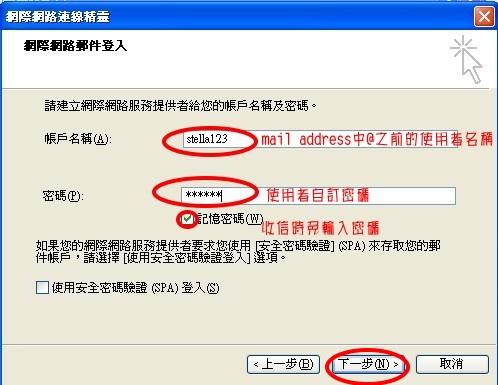 網際網路連線精靈
網際網路郵件登入
請建立網際網路服務提供者給您的帳戶名稱及密碼。
帳戶名稱(A): stella123 mail address中@之前的使用者名稱
密碼(P): ****** 使用者自訂密碼
記憶密碼(W) 收信時毋輸入密碼
如果您的網際網路服務提供者要求您使用 [安全密碼驗證] (SPA) 來存取您的郵
件帳戶，請選擇 [使用安全密碼驗證登入] 選項。
使用安全密碼驗證 (SPA) 登入(S)
< 上一步(B) 下一步(N) > 取消